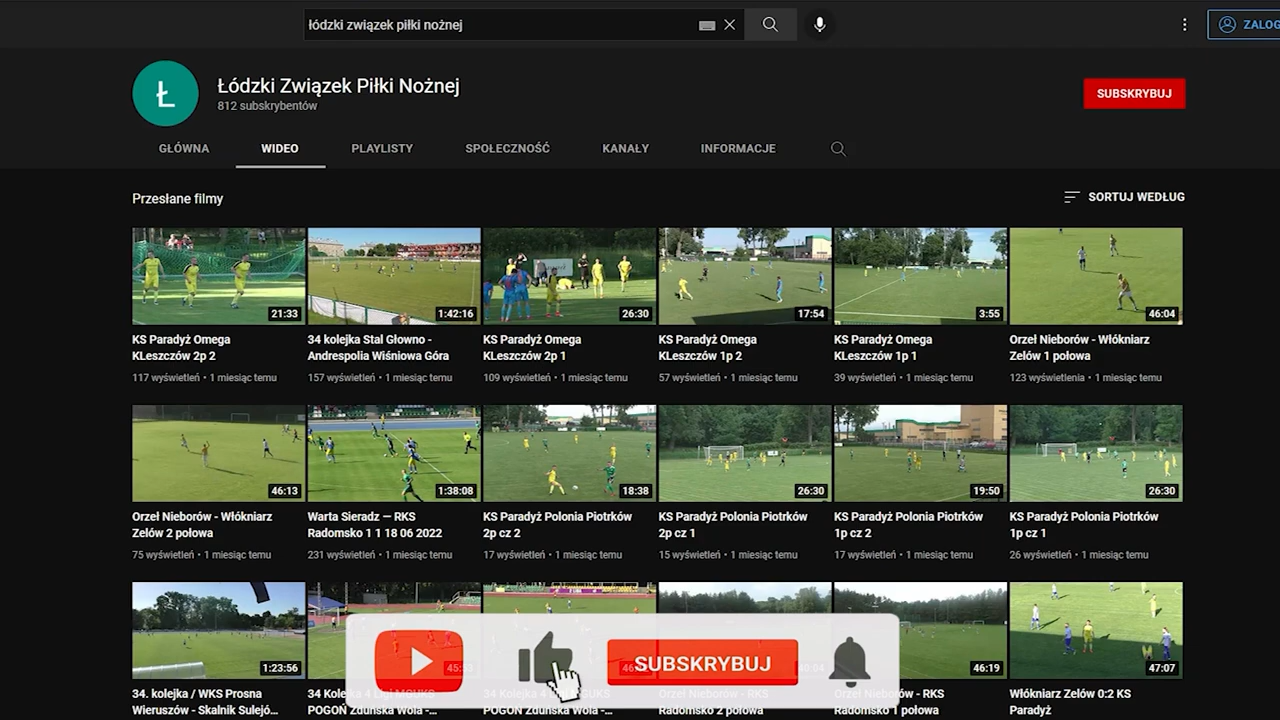 łódzki związek piłki nożnej
ZALOG
Ł
Łódzki Związek Piłki Nożnej
812 subskrybentów
SUBSKRYBUJ
GŁÓWNA WIDEO PLAYLISTY SPOŁECZNOŚĆ KANAŁY INFORMACJE
Przesłane filmy
SORTUJ WEDŁUG
21:33 1:42:16 26:30 17:54 3:55 46:04
KS Paradyż Omega
KLeszczów 2p 2
117 wyświetleń • 1 miesiąc temu
34 kolejka Stal Głowno -
Andrespolia Wiśniowa Góra
157 wyświetleń • 1 miesiąc temu
KS Paradyż Omega
KLeszczów 2p 1
109 wyświetleń • 1 miesiąc temu
KS Paradyż Omega
KLeszczów 1p 2
57 wyświetleń • 1 miesiąc temu
KS Paradyż Omega
KLeszczów 1p 1
39 wyświetleń • 1 miesiąc temu
Orzeł Nieborów - Włókniarz
Zelów 1 połowa
123 wyświetlenia • 1 miesiąc temu
46:13 1:38:08 18:38 26:30 19:50 26:30
Orzeł Nieborów - Włókniarz
Zelów 2 połowa
75 wyświetleń • 1 miesiąc temu
Warta Sieradz — RKS
Radomsko 1 1 18 06 2022
231 wyświetleń • 1 miesiąc temu
KS Paradyż Polonia Piotrków
2p cz 2
17 wyświetleń • 1 miesiąc temu
KS Paradyż Polonia Piotrków
2p cz 1
15 wyświetleń • 1 miesiąc temu
KS Paradyż Polonia Piotrków
1p cz 2
17 wyświetleń • 1 miesiąc temu
KS Paradyż Polonia Piotrków
1p cz 1
26 wyświetleń • 1 miesiąc temu
1:23:56 46:19 47:07
34. kolejka / WKS Prosna
Wieruszów - Skalnik Sulejó...
34 Kolejka 4 Ligi
POGOŃ Zduńska Wola -...
34 Kolejka 4 Ligi
POGOŃ Zduńska Wola -...
Orzeł Nieborów - RKS
Radomsko 2 połowa
Orzeł Nieborów - RKS
Radomsko 1 połowa
Włókniarz Zelów 0:2 KS
Paradyż
SUBSKRYBUJ